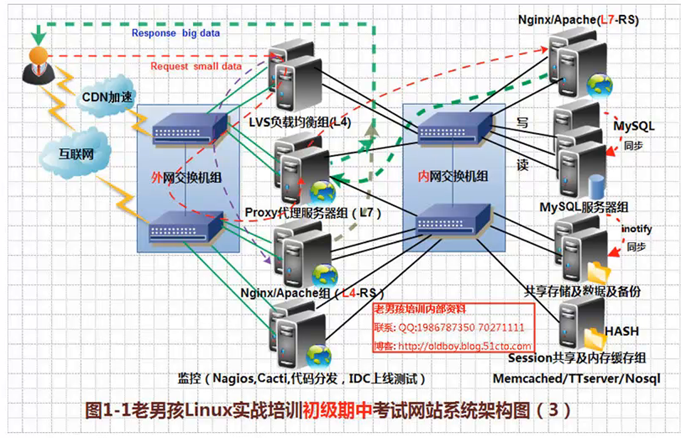 Response big data
Request small data
Nginx/Apache(L7-RS)
CDN加速
LVS负载均衡组(L4)
写
MySQL
同步
互联网
外网交换机组
内网交换机组
读
Proxy代理服务器组（L7）
MySQL服务器组
inotify
同步
Nginx/Apache组（L4-RS）
共享存储及数据及备份
老男孩培训内部资料
联系: QQ:1986787350 70271111
博客: http://oldboy.blog.51cto.com
HASH
Session共享及内存缓存组
监控（Nagios,Cacti,代码分发，IDC上线测试）
Memcached/TTserver/Nosql
图1-1老男孩Linux实战培训初级期中考试网站系统架构图（3）